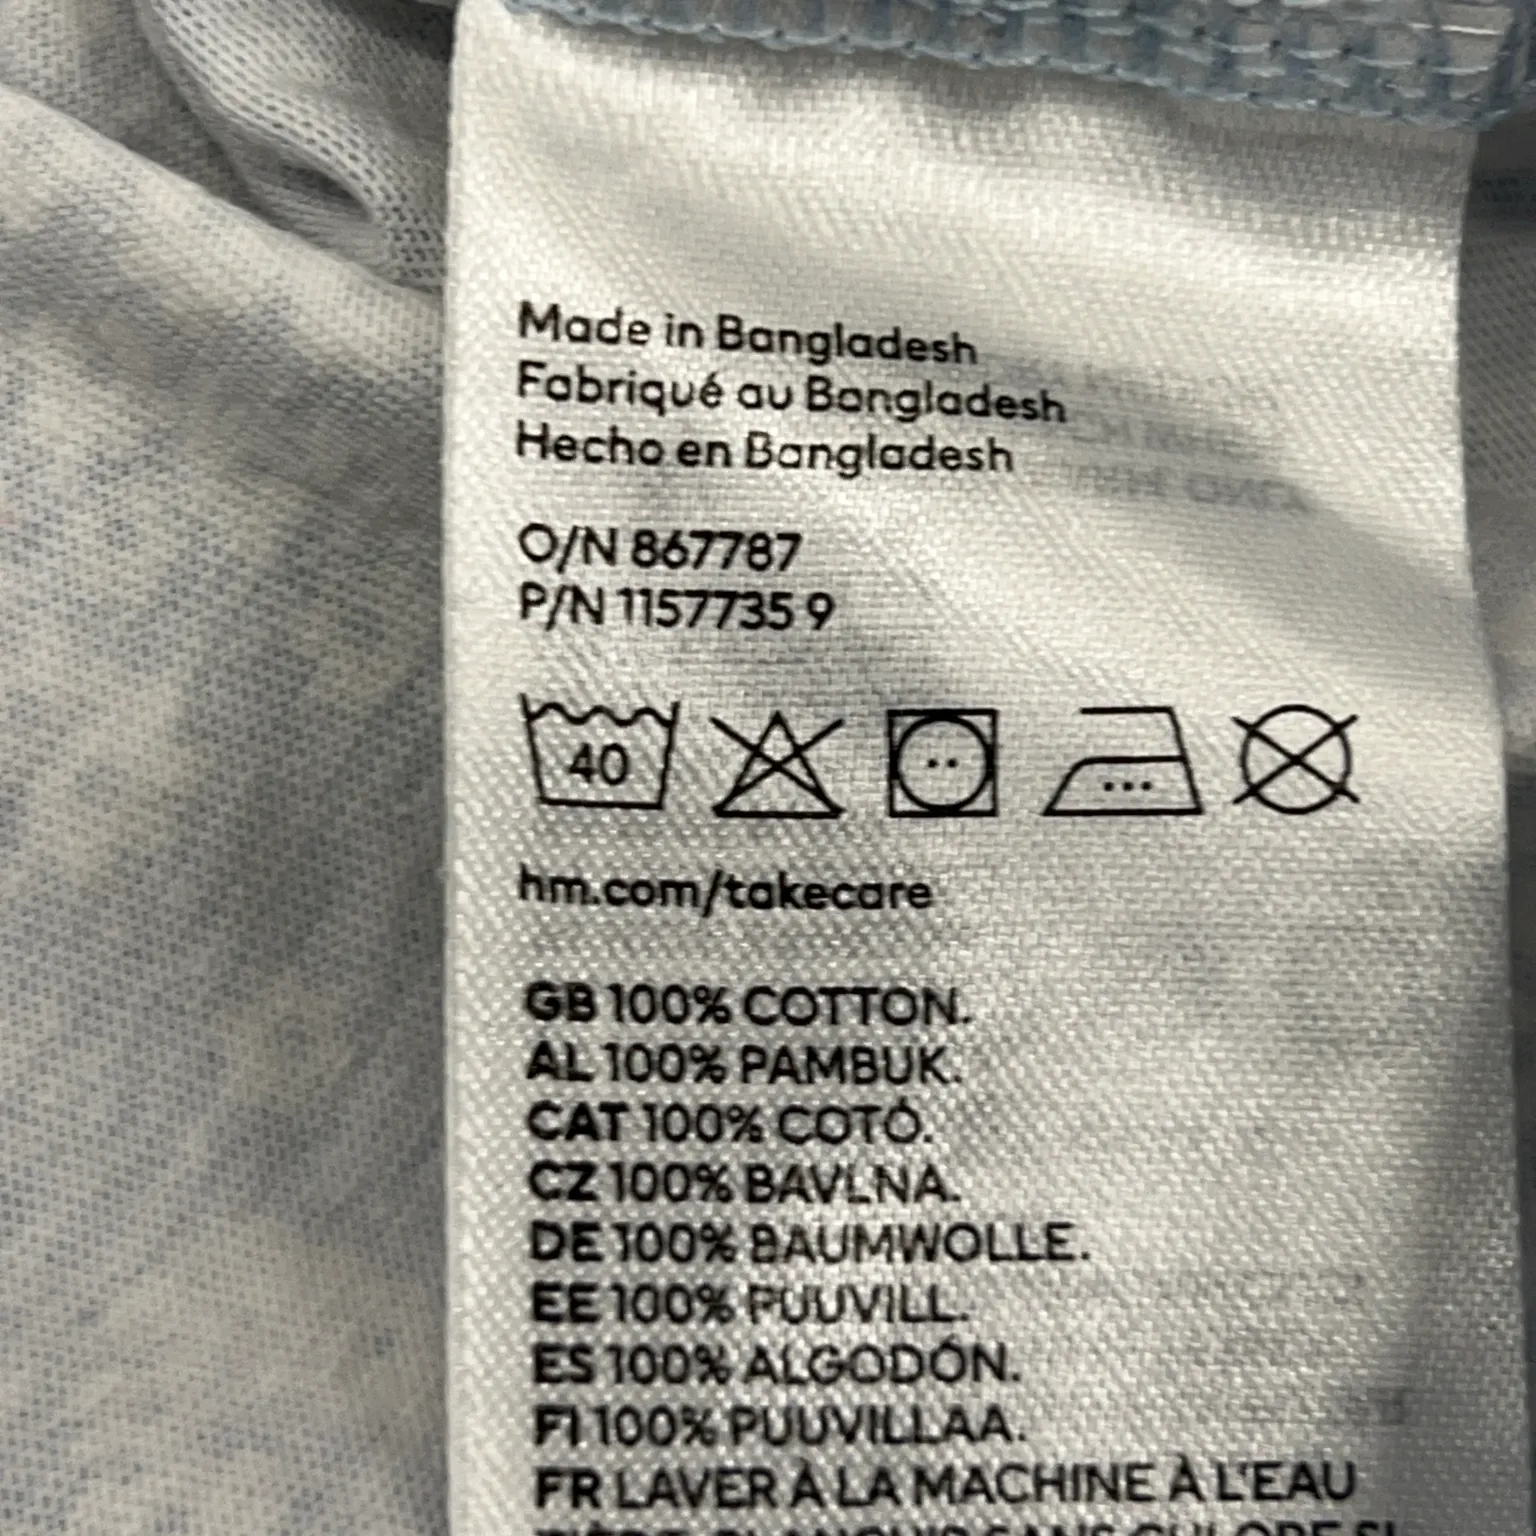 Made in Bangladesh
Fabriqué au Bangladesh
Hecho en Bangladesh
O/N 867787
P/N 1157735 9
40
hm.com/takecare
GB 100% COTTON.
AL 100% PAMBUK.
CAT 100% COTÓ.
CZ 100% BAVLNA.
DE 100% BAUMWOLLE.
EE 100% PUUVILL.
ES 100% ALGODÓN.
FI 100% PUUVILLAA.
FR LAVER À LA MACHINE À L'EAU